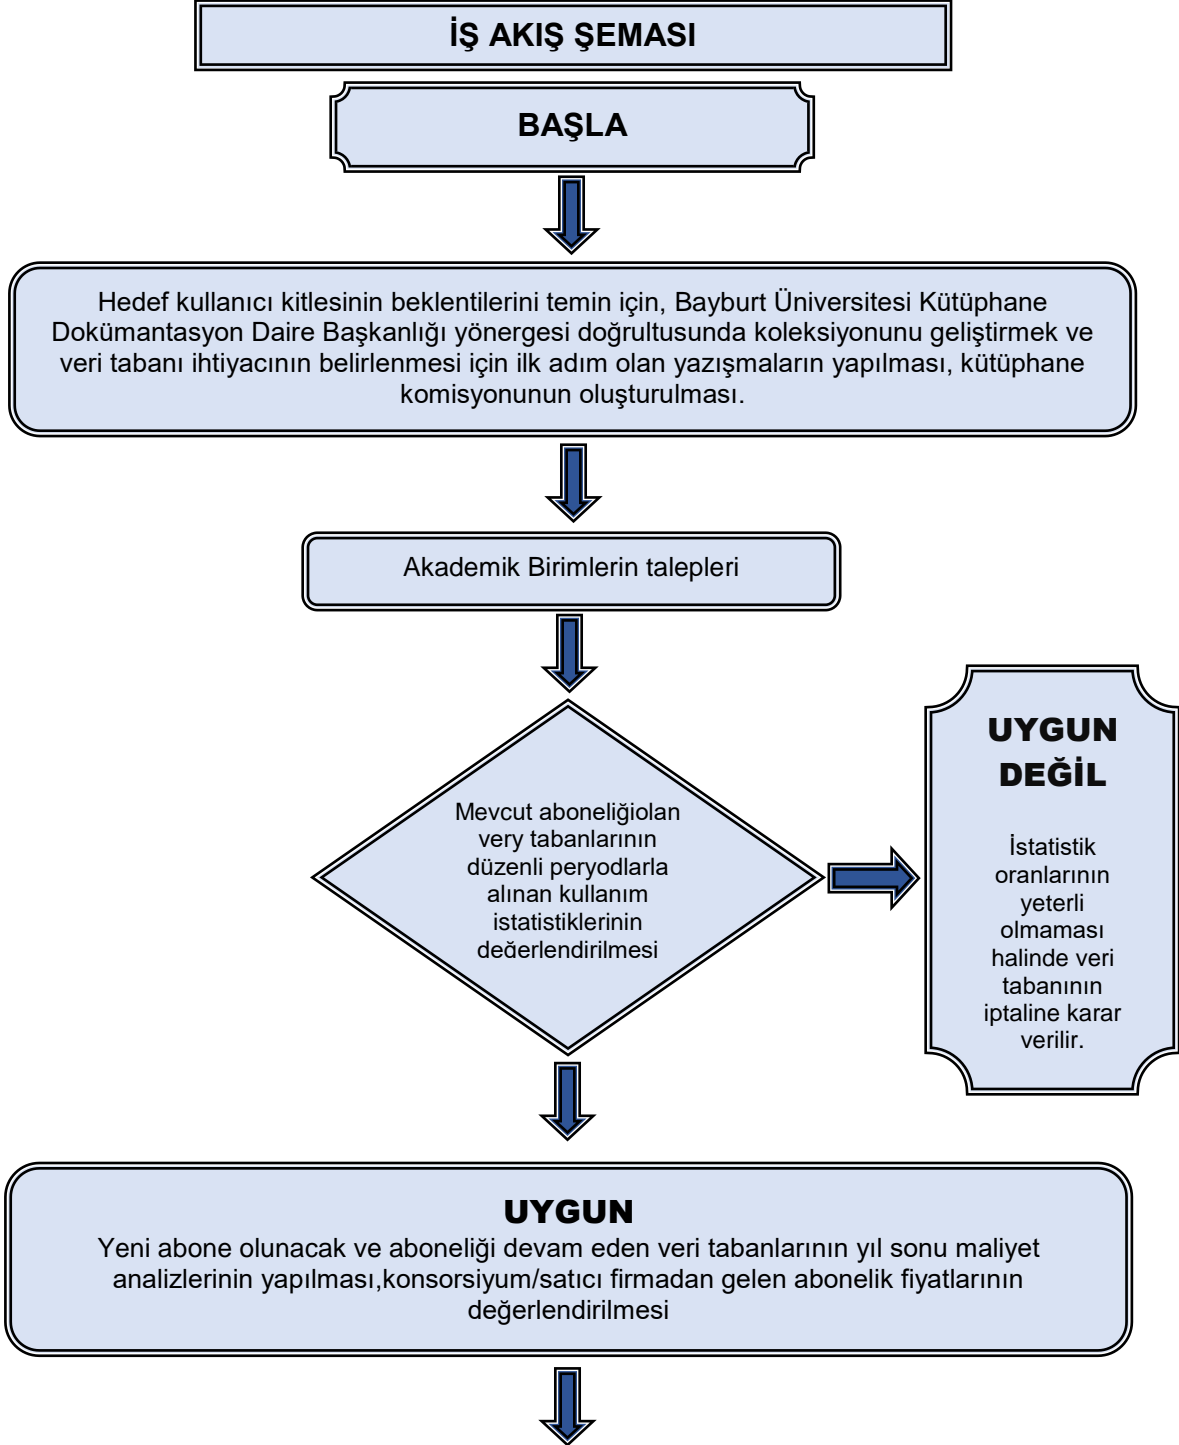 İŞ AKIŞ ŞEMASI
BAŞLA
Hedef kullanıcı kitlesinin beklentilerini temin için, Bayburt Üniversitesi Kütüphane
Dokümantasyon Daire Başkanlığı yönergesi doğrultusunda koleksiyonunu geliştirmek ve
veri tabanı ihtiyacının belirlenmesi için ilk adım olan yazışmaların yapılması, kütüphane
komisyonunun oluşturulması.
Akademik Birimlerin talepleri
Mevcut aboneliğiolan
very tabanlarının
düzenli peryodlarla
alınan kullanım
istatistiklerinin
değerlendirilmesi
UYGUN
DEĞİL
İstatistik
oranlarının
yeterli
olmaması
halinde veri
tabanının
iptaline karar
verilir.
UYGUN
Yeni abone olunacak ve aboneliği devam eden veri tabanlarının yıl sonu maliyet
analizlerinin yapılması,konsorsiyum/satıcı firmadan gelen abonelik fiyatlarının
değerlendirilmesi